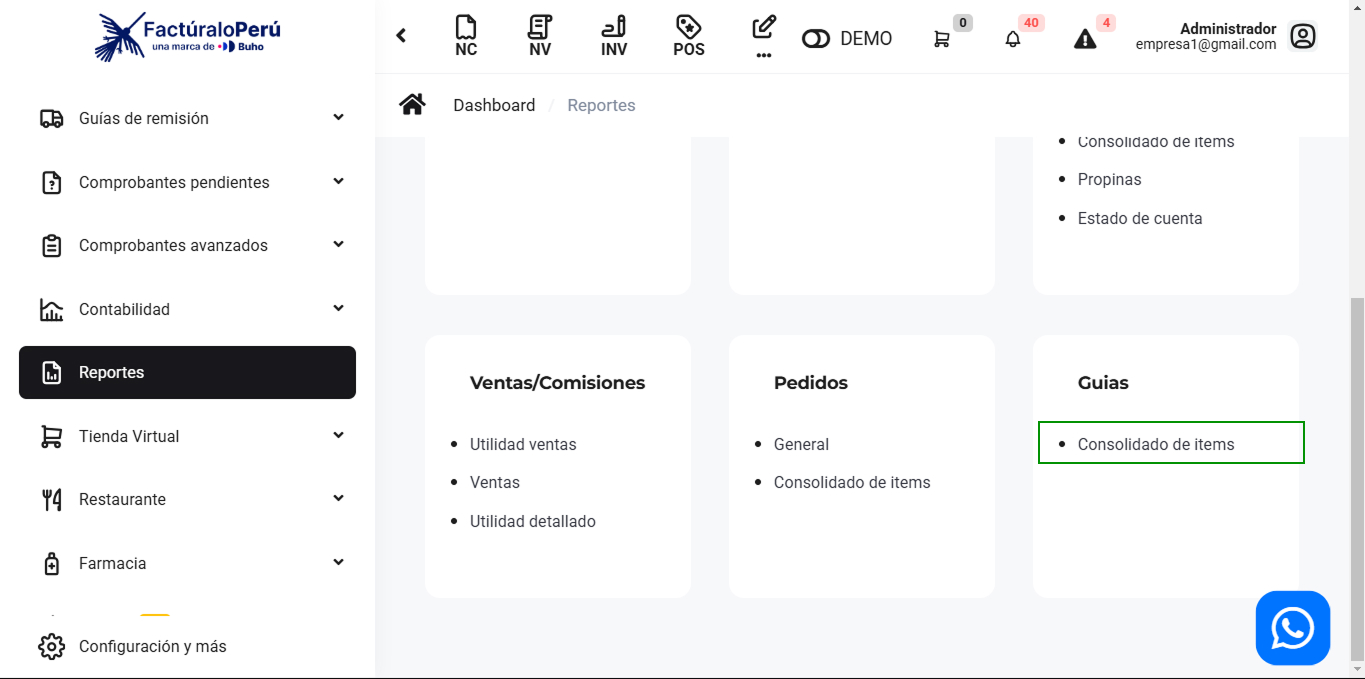 FactúraloPerú
una marca de Buho
NC
NV
INV
POS
DEMO
0
40
4
Administrador
empresa1@gmail.com
Guías de remisión
Comprobantes pendientes
Comprobantes avanzados
Contabilidad
Reportes
Tienda Virtual
Restaurante
Farmacia
Configuración y más
Dashboard / Reportes
Consolidado de items
Propinas
Estado de cuenta
Ventas/Comisiones
Utilidad ventas
Ventas
Utilidad detallado
Pedidos
General
Consolidado de items
Guias
Consolidado de items